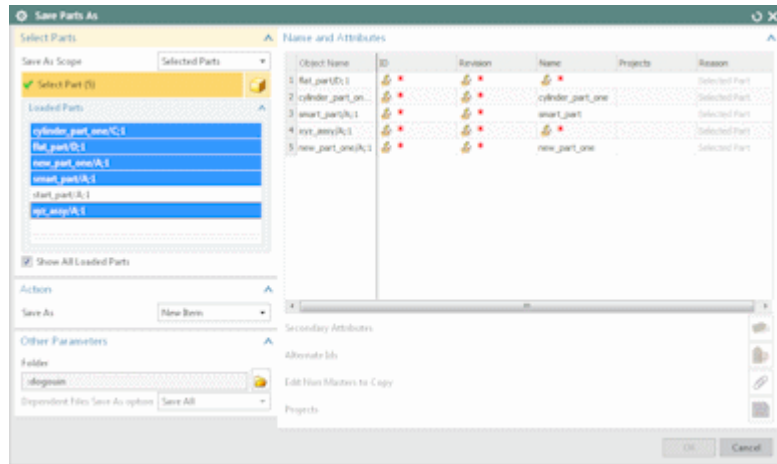 Save Parts As
Select Parts
Save As Scope Selected Parts
Select Part (5)
Loaded Parts
cylinder_part_one/C;1
flat_part/D;1
new_part_one/A;1
smart_part/A;1
start_part/A;1
xyz_assy/A;1
Show All Loaded Parts
Action
Save As New Item
Other Parameters
Folder
Dependent Files Save As option Save All
Name and Attributes
Object Name ID Revision Name Projects Reason
1 flat_part/D;1 * * * Selected Part
2 cylinder_part_on... * * cylinder_part_one Selected Part
3 smart_part/A;1 * * smart_part Selected Part
4 xyz_assy/A;1 * * * Selected Part
5 new_part_one/A;1 * * new_part_one Selected Part
Secondary Attributes
Alternate Ids
Edit Non Masters to Copy
Projects
OK Cancel